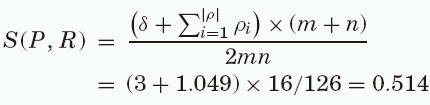 S(P, R) = (δ + ∑_{i=1}^{|ρ|} ρ_i) × (m + n) / 2mn
= (3 + 1.049) × 16/126 = 0.514